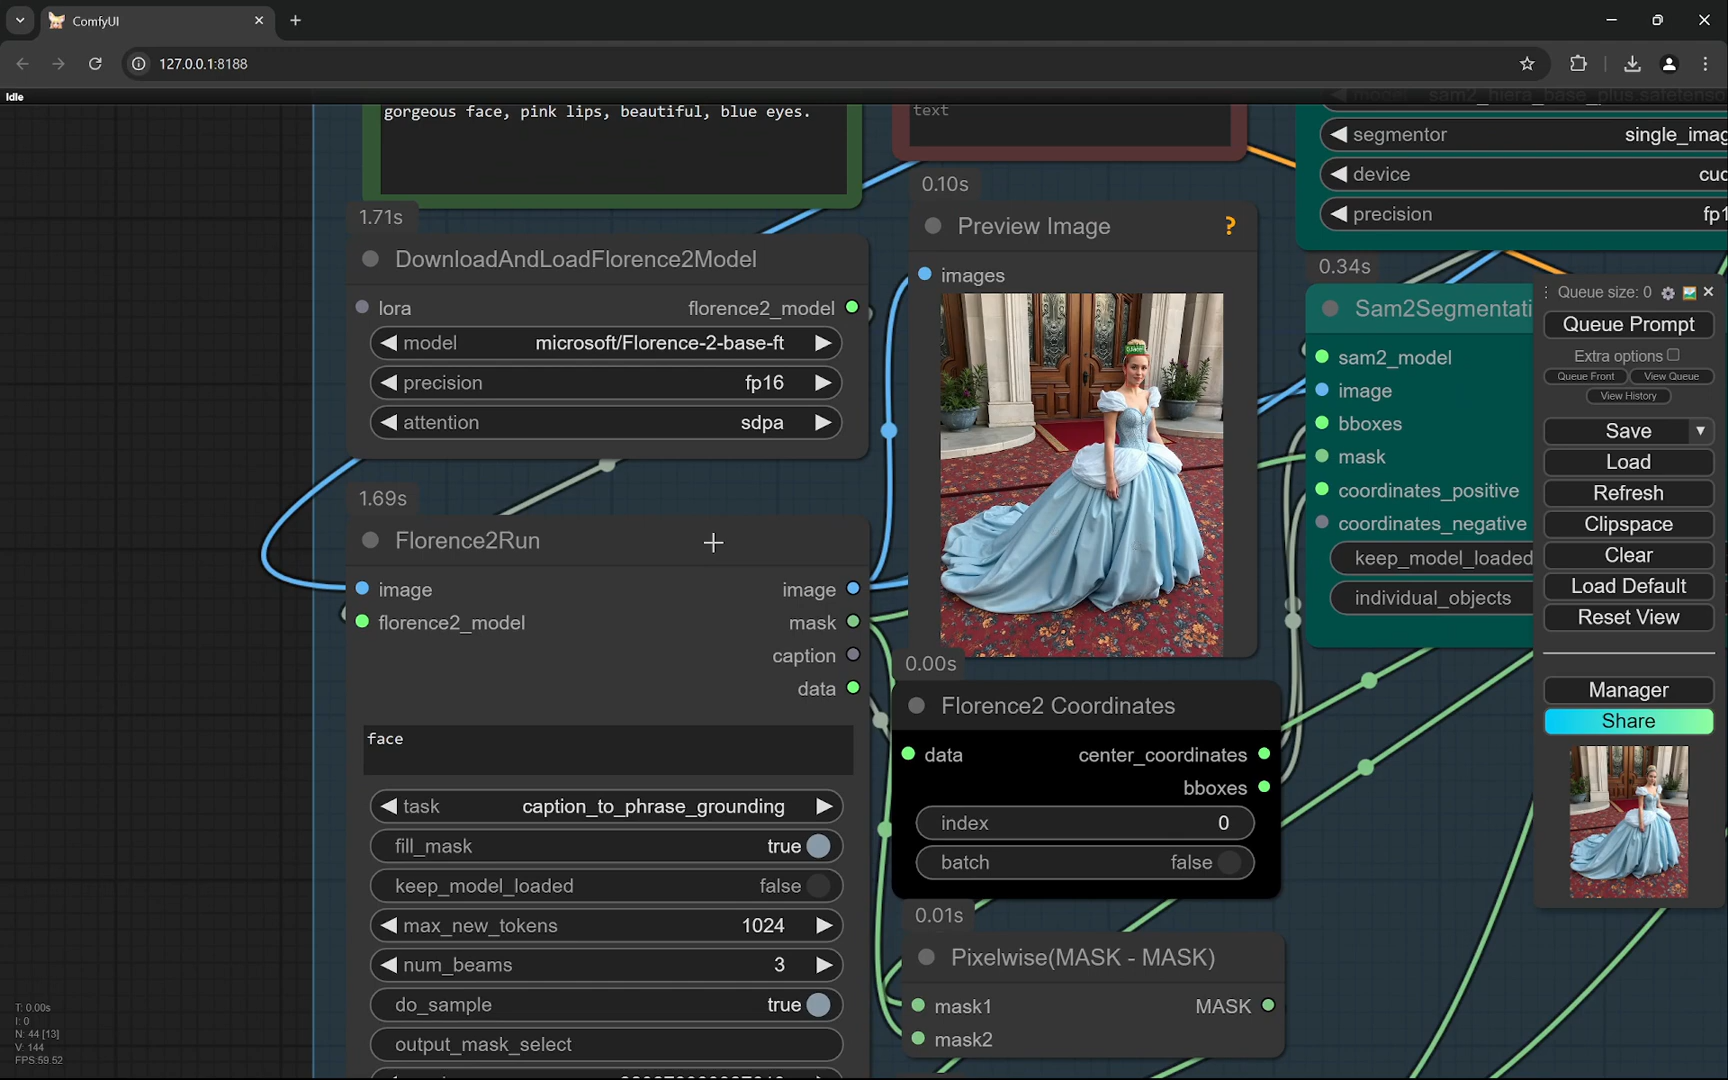 ComfyUI
127.0.0.1:8188
Idle
gorgeous face, pink lips, beautiful, blue eyes.
text
model sam2_hiera_base_plus.safetenso
segmentor single_imag
device cud
precision fp1
1.71s
DownloadAndLoadFlorence2Model
lora florence2_model
model microsoft/Florence-2-base-ft
precision fp16
attention sdpa
0.10s
Preview Image ?
images
0.34s
Sam2Segmentati
sam2_model
image
bboxes
mask
coordinates_positive
coordinates_negative
keep_model_loaded
individual_objects
Queue size: 0
Queue Prompt
Extra options
Queue Front View Queue
View History
Save
Load
Refresh
Clipspace
Clear
Load Default
Reset View
Manager
Share
1.69s
Florence2Run
image image
florence2_model mask
caption
data
face
task caption_to_phrase_grounding
fill_mask true
keep_model_loaded false
max_new_tokens 1024
num_beams 3
do_sample true
output_mask_select
0.00s
Florence2 Coordinates
data center_coordinates
bboxes
index 0
batch false
0.01s
Pixelwise(MASK - MASK)
mask1 MASK
mask2
T: 0.00s
I: 0
N: 44 [13]
V: 144
FPS:59.52